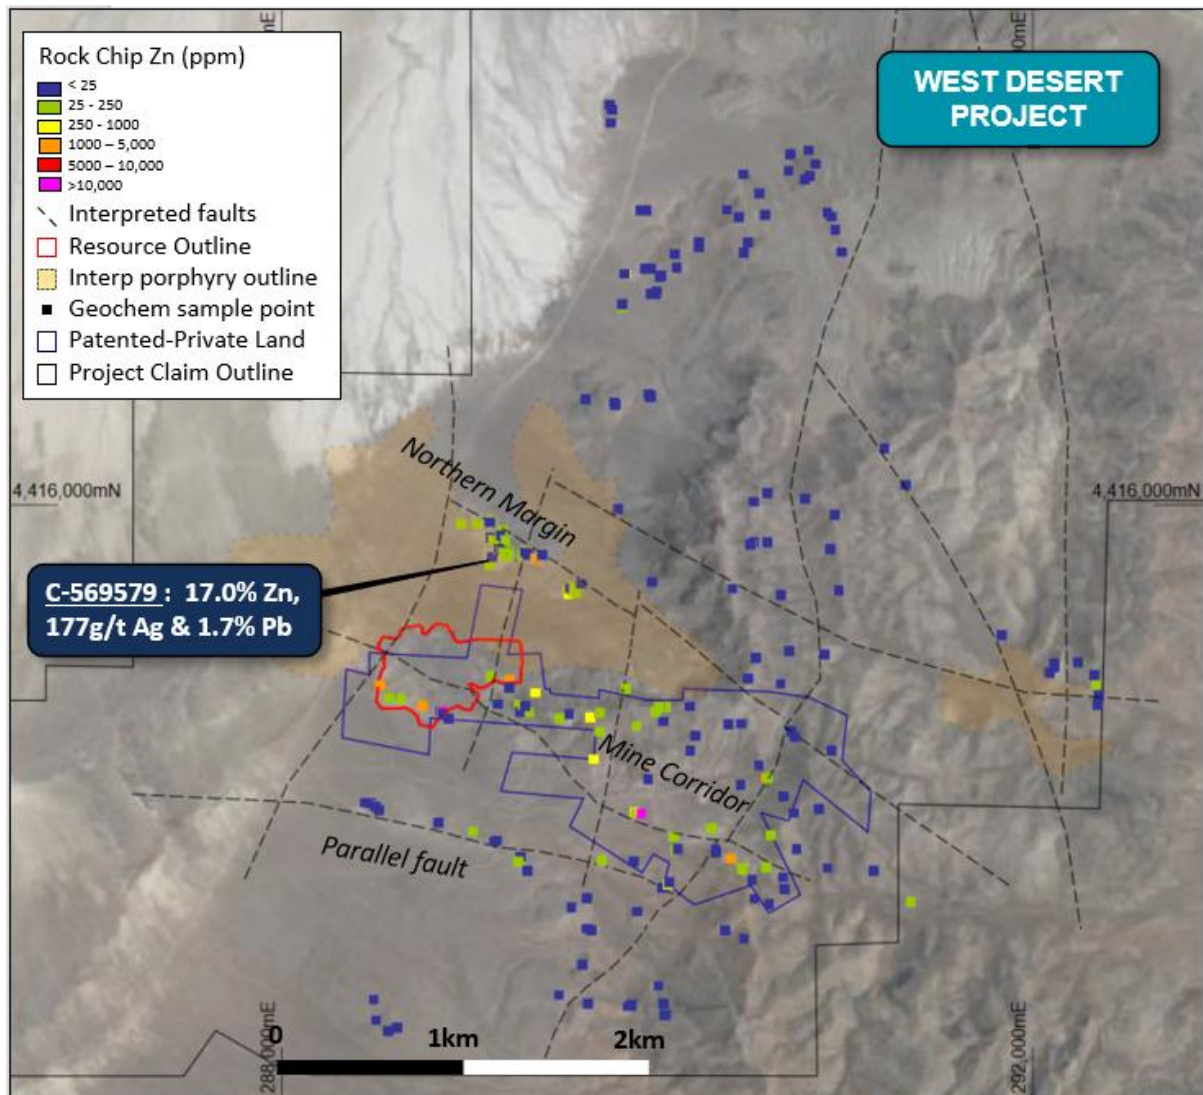 Rock Chip Zn (ppm)
< 25
25 - 250
250 - 1000
1000 – 5,000
5000 – 10,000
>10,000
Interpreted faults
Resource Outline
Interp porphyry outline
Geochem sample point
Patented-Private Land
Project Claim Outline
WEST DESERT
PROJECT
Northern Margin
4,416,000mN
4,416,000mN
C-569579 : 17.0% Zn,
177g/t Ag & 1.7% Pb
Mine Corridor
Parallel fault
288,000mE
292,000mE
0 1km 2km